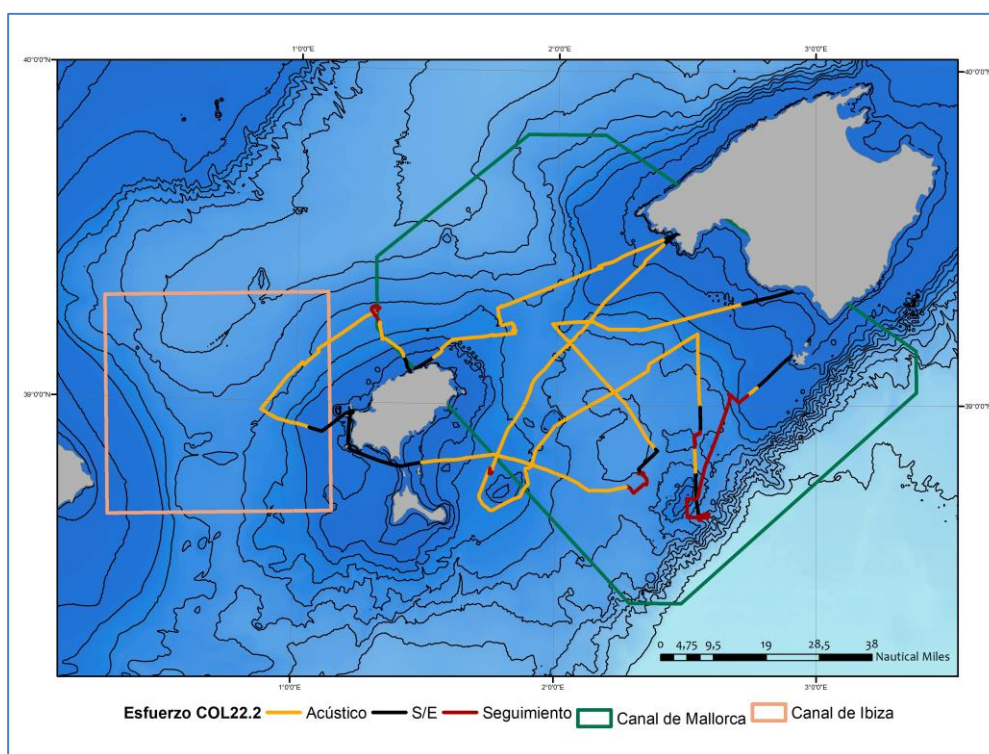 1°0'0"E 2°0'0"E 3°0'0"E
40°0'0"N 40°0'0"N
39°0'0"N 39°0'0"N
0 4,75 9,5 19 28,5 38
Nautical Miles
1°0'0"E 2°0'0"E 3°0'0"E
Esfuerzo COL22.2 Acústico S/E Seguimiento Canal de Mallorca Canal de Ibiza